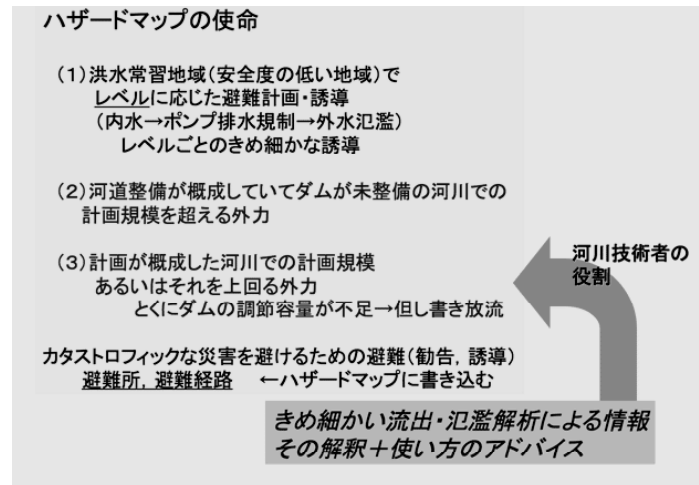 ハザードマップの使命
（１）洪水常習地域（安全度の低い地域）で
レベルに応じた避難計画・誘導
（内水→ポンプ排水規制→外水氾濫）
レベルごとのきめ細かな誘導
（２）河道整備が概成していてダムが未整備の河川での
計画規模を超える外力
（３）計画が概成した河川での計画規模
あるいはそれを上回る外力
とくにダムの調節容量が不足→但し書き放流
カタストロフィックな災害を避けるための避難（勧告，誘導）
避難所，避難経路　←ハザードマップに書き込む
河川技術者の
役割
きめ細かい流出・氾濫解析による情報
その解釈＋使い方のアドバイス